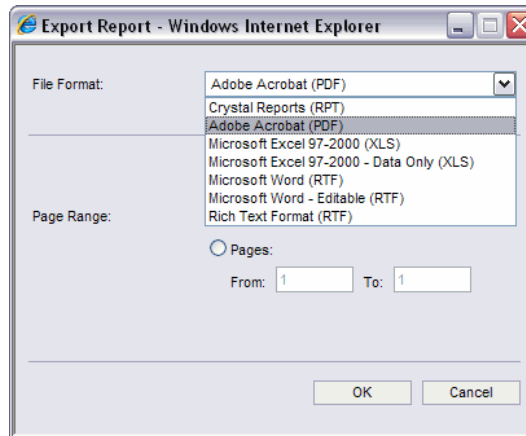 Export Report - Windows Internet Explorer
File Format:
Adobe Acrobat (PDF)
Crystal Reports (RPT)
Adobe Acrobat (PDF)
Microsoft Excel 97-2000 (XLS)
Microsoft Excel 97-2000 - Data Only (XLS)
Microsoft Word (RTF)
Microsoft Word - Editable (RTF)
Rich Text Format (RTF)
Page Range:
Pages:
From: 1 To: 1
OK Cancel